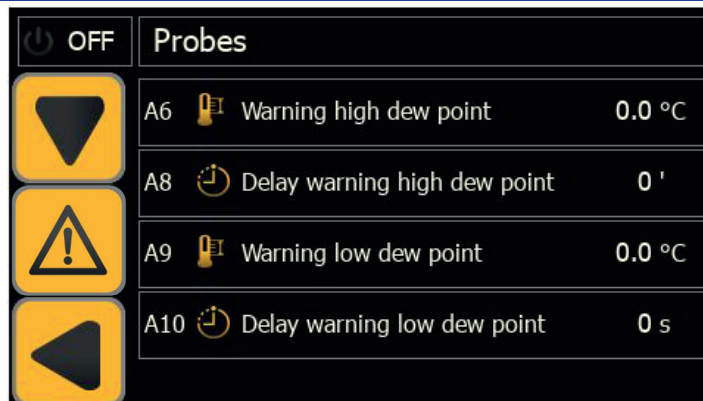 OFF Probes
A6 Warning high dew point 0.0 °C
A8 Delay warning high dew point 0 '
A9 Warning low dew point 0.0 °C
A10 Delay warning low dew point 0 s